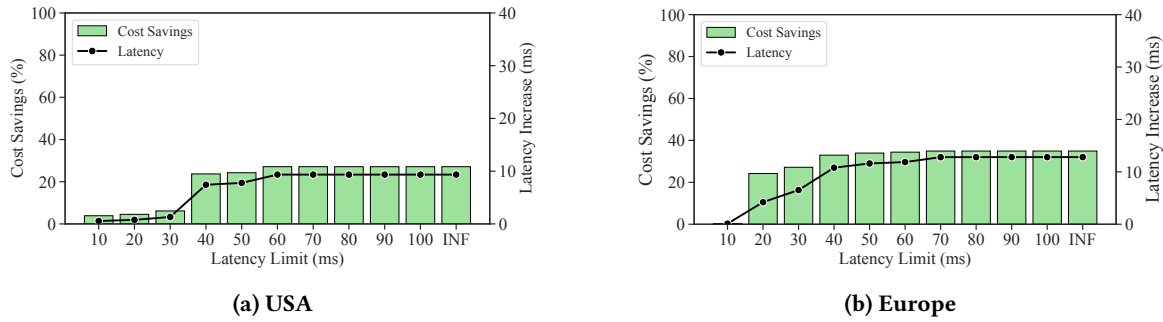 100
80
60
40
20
0
Cost Savings (%)
Cost Savings
Latency
40
30
20
10
0
Latency Increase (ms)
10 20 30 40 50 60 70 80 90 100 INF
Latency Limit (ms)
(a) USA
100
80
60
40
20
0
Cost Savings (%)
Cost Savings
Latency
40
30
20
10
0
Latency Increase (ms)
10 20 30 40 50 60 70 80 90 100 INF
Latency Limit (ms)
(b) Europe